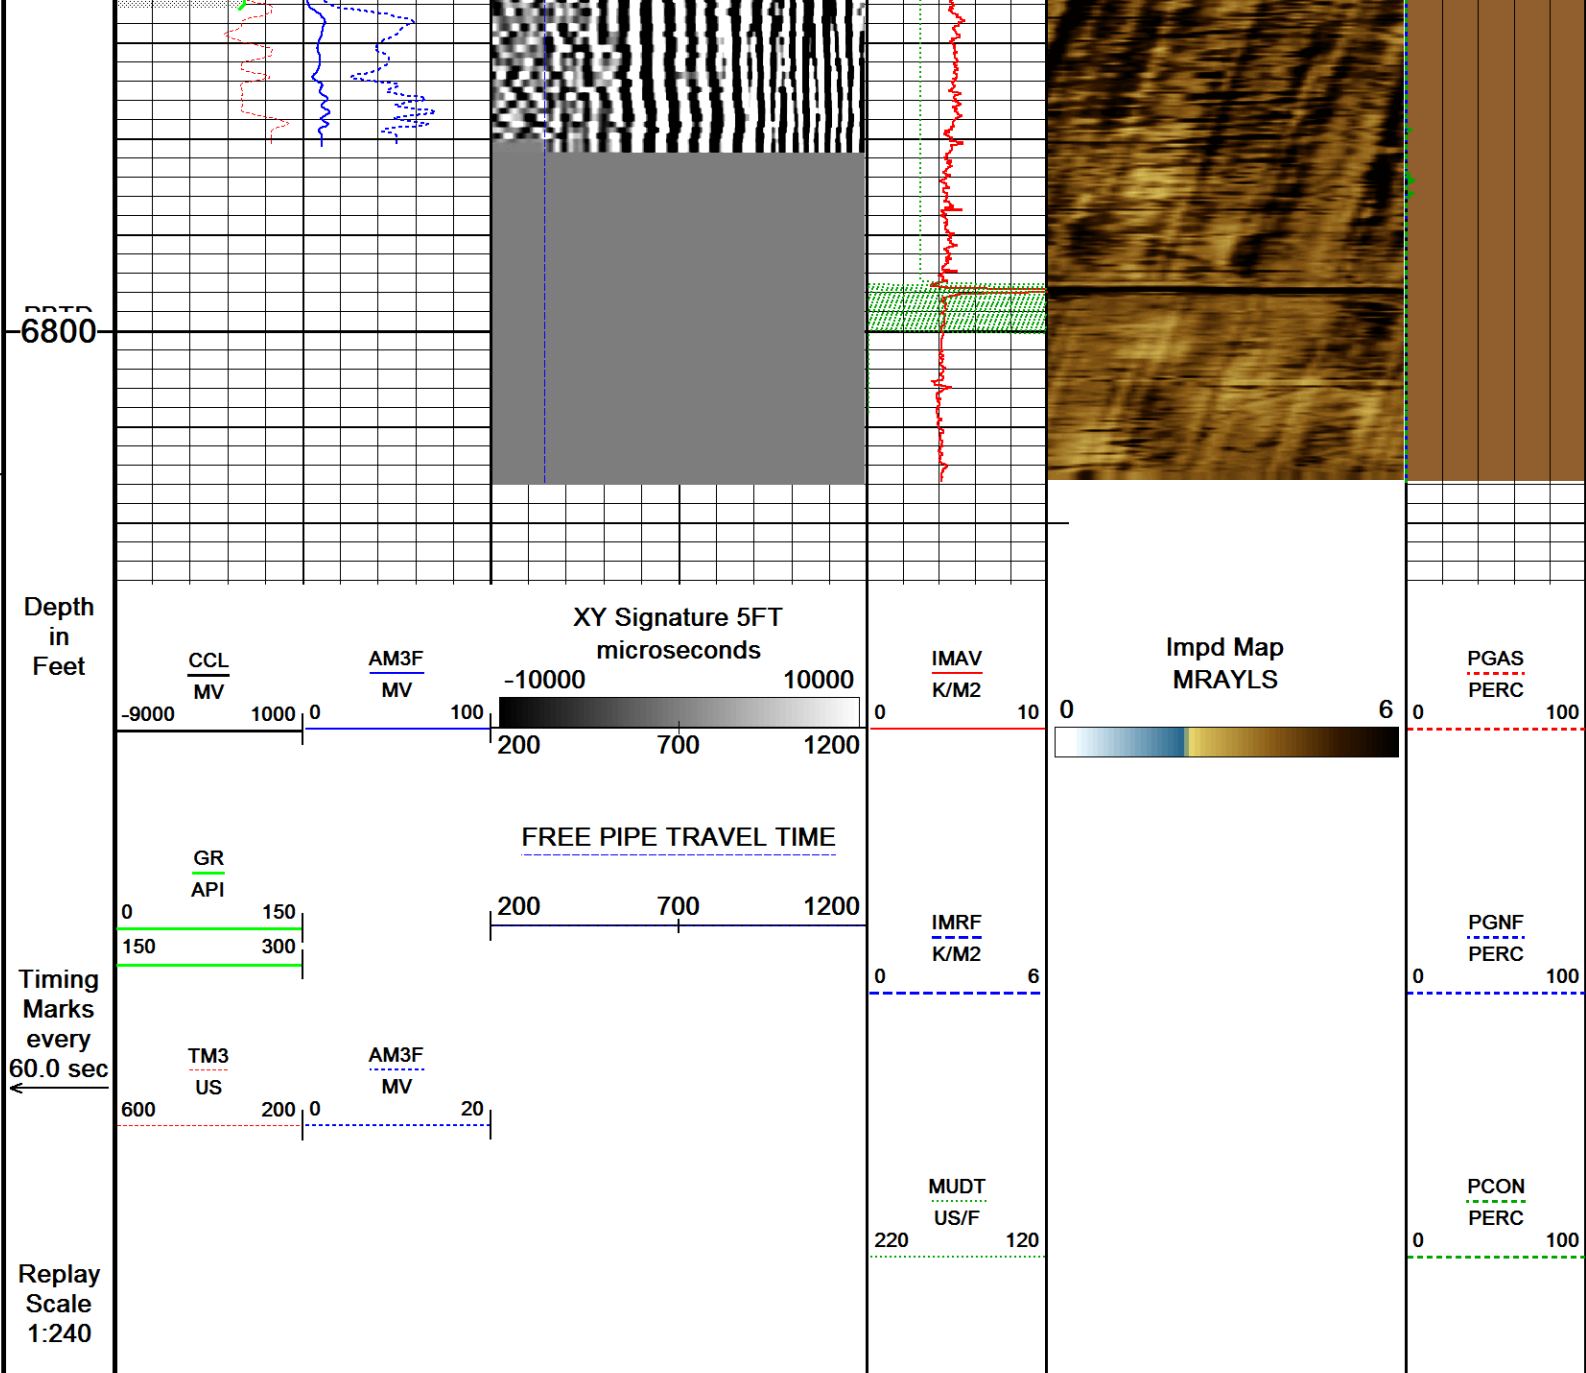 6800
Depth
in
Feet
CCL
MV
-9000 1000
GR
API
0 150
150 300
TM3
US
600 200
AM3F
MV
0 100
AM3F
MV
0 20
XY Signature 5FT
microseconds
-10000 10000
200 700 1200
FREE PIPE TRAVEL TIME
200 700 1200
IMAV
K/M2
0 10
IMRF
K/M2
0 6
MUDT
US/F
220 120
Impd Map
MRAYLS
0 6
PGAS
PERC
0 100
PGNF
PERC
0 100
PCON
PERC
0 100
Timing
Marks
every
60.0 sec
Replay
Scale
1:240